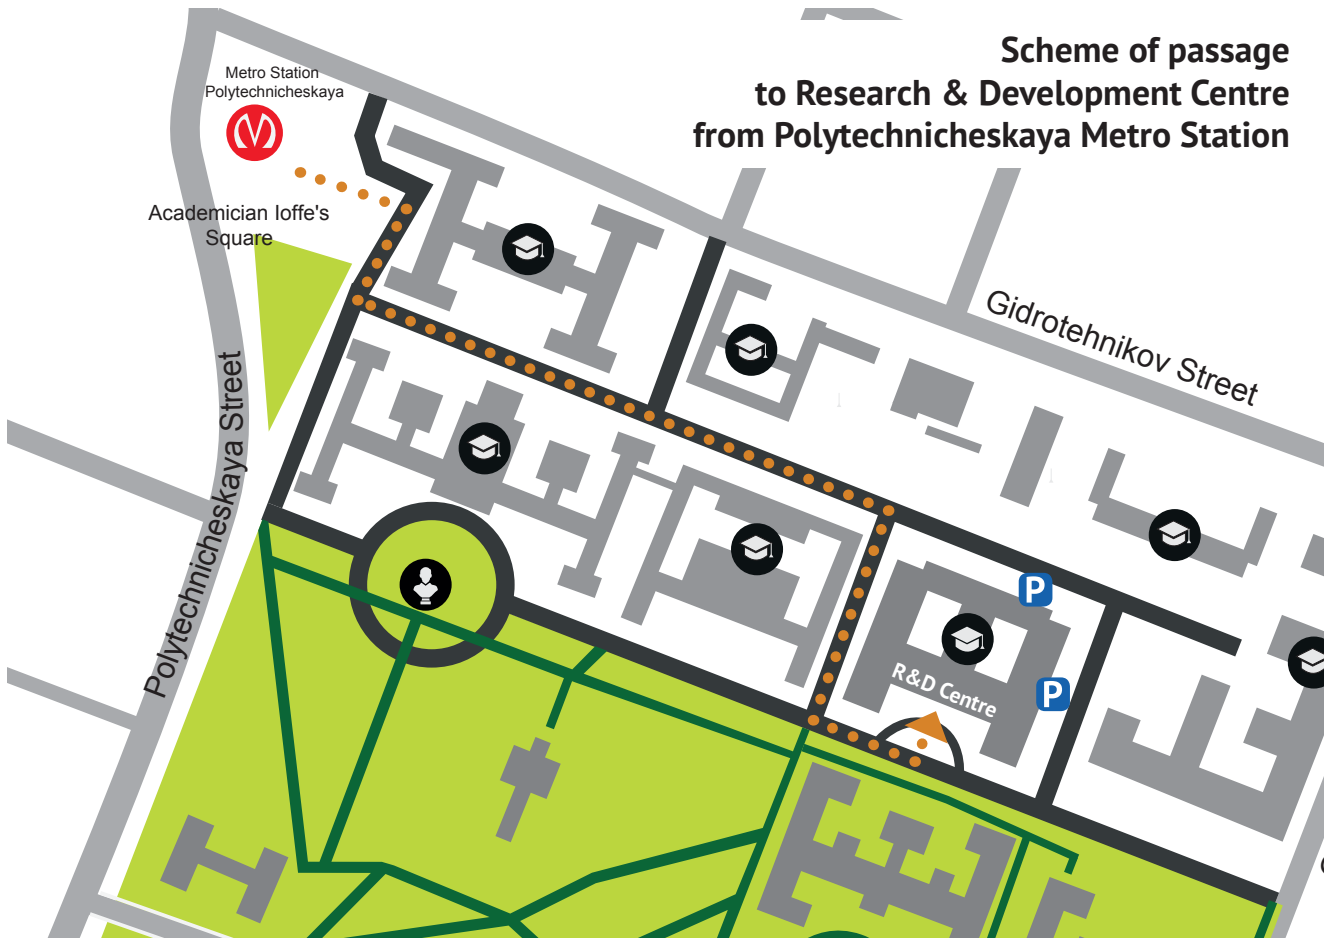 Scheme of passage
to Research & Development Centre
from Polytechnicheskaya Metro Station
Metro Station
Polytechnicheskaya
Academician Ioffe's
Square
Gidrotehnikov Street
Polytechnicheskaya Street
P
R&D Centre
P